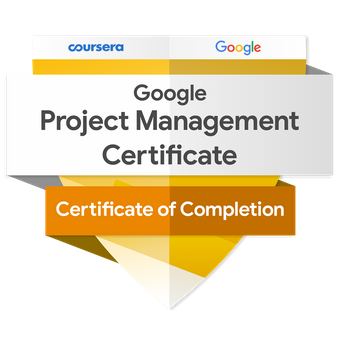 coursera Google
Google
Project Management
Certificate
Certificate of Completion